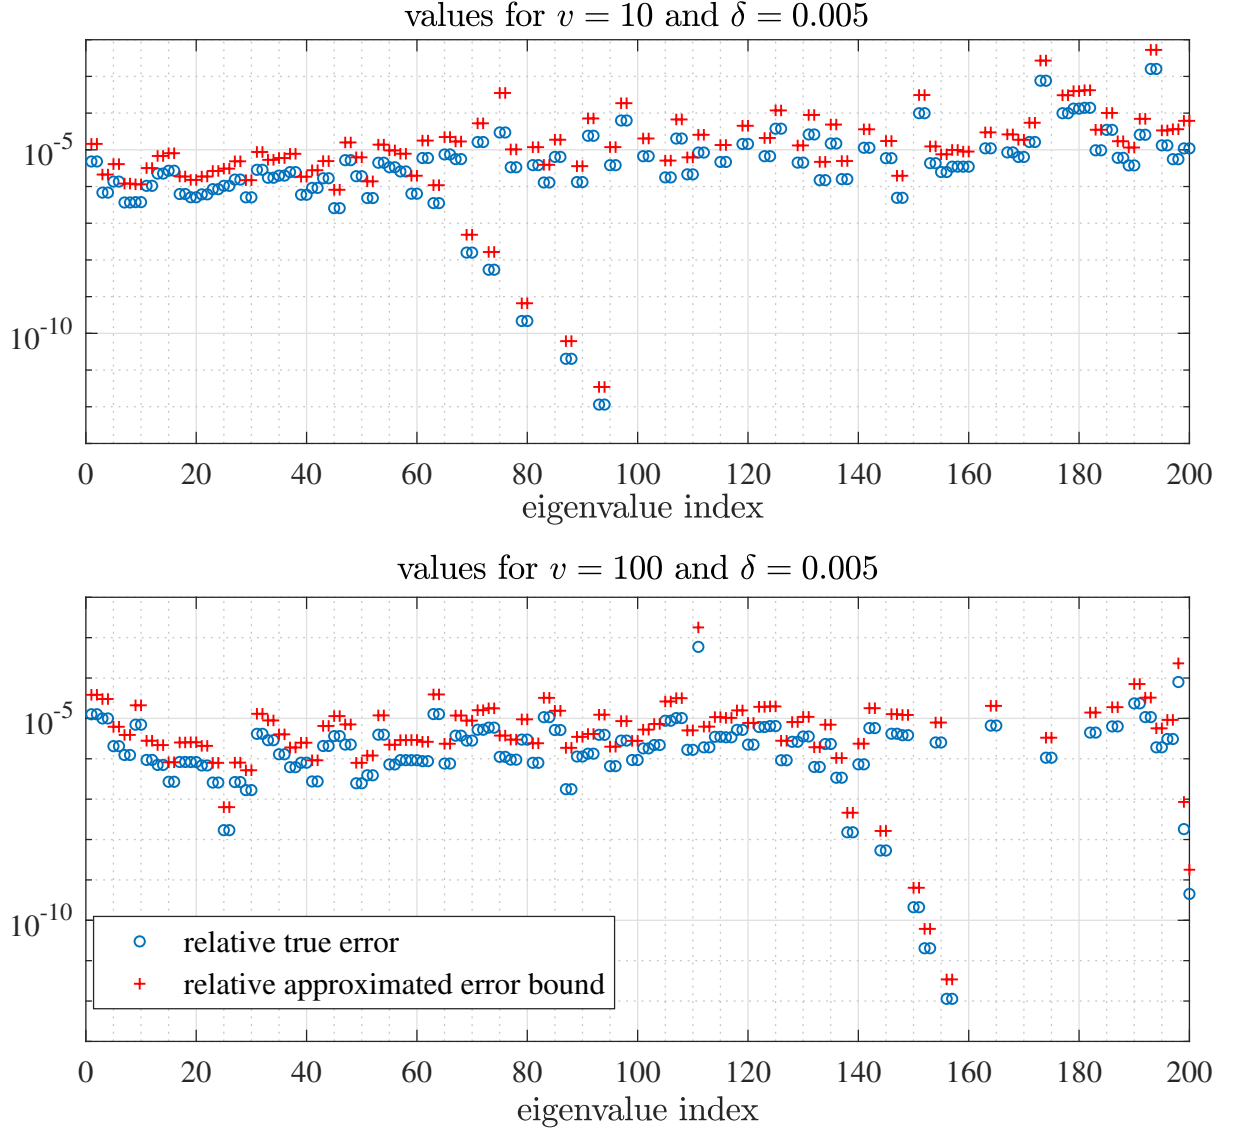 values for v = 10 and δ = 0.005
10^-5
10^-10
0 20 40 60 80 100 120 140 160 180 200
eigenvalue index
values for v = 100 and δ = 0.005
10^-5
10^-10
relative true error
relative approximated error bound
0 20 40 60 80 100 120 140 160 180 200
eigenvalue index